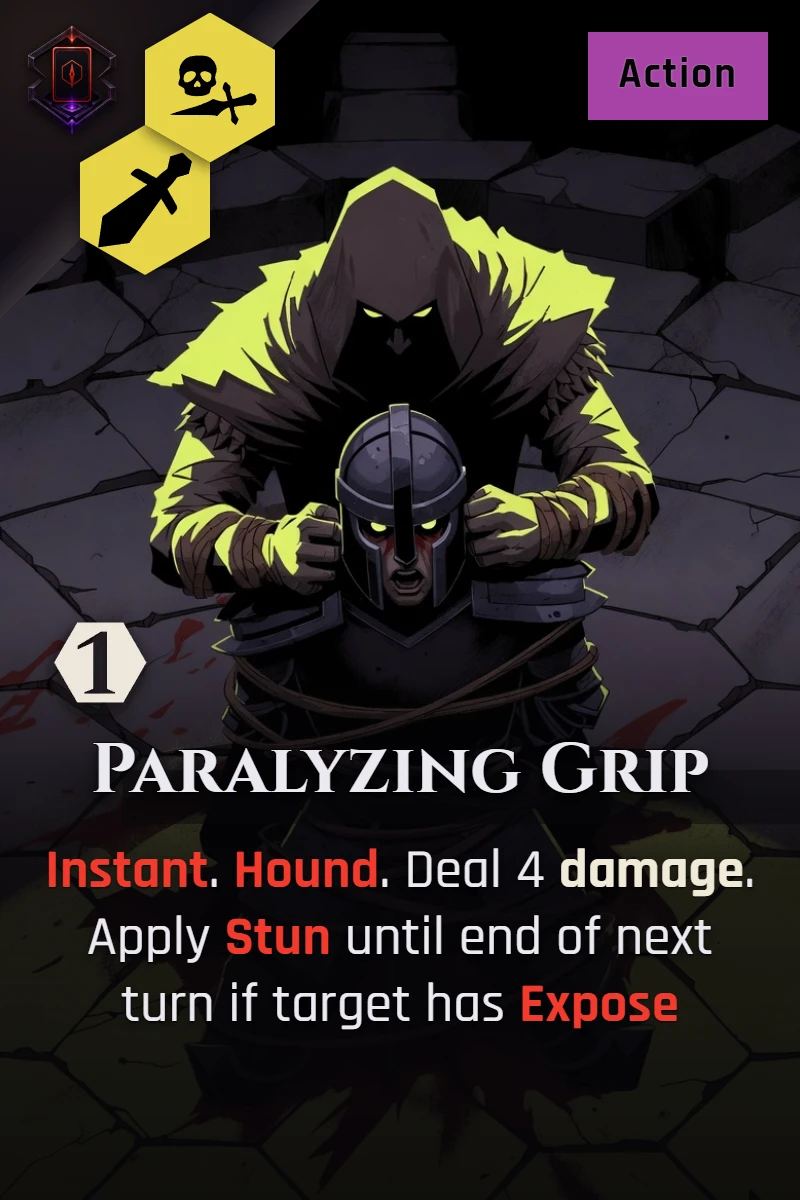 Action
1
Paralyzing Grip
Instant. Hound. Deal 4 damage.
Apply Stun until end of next
turn if target has Expose